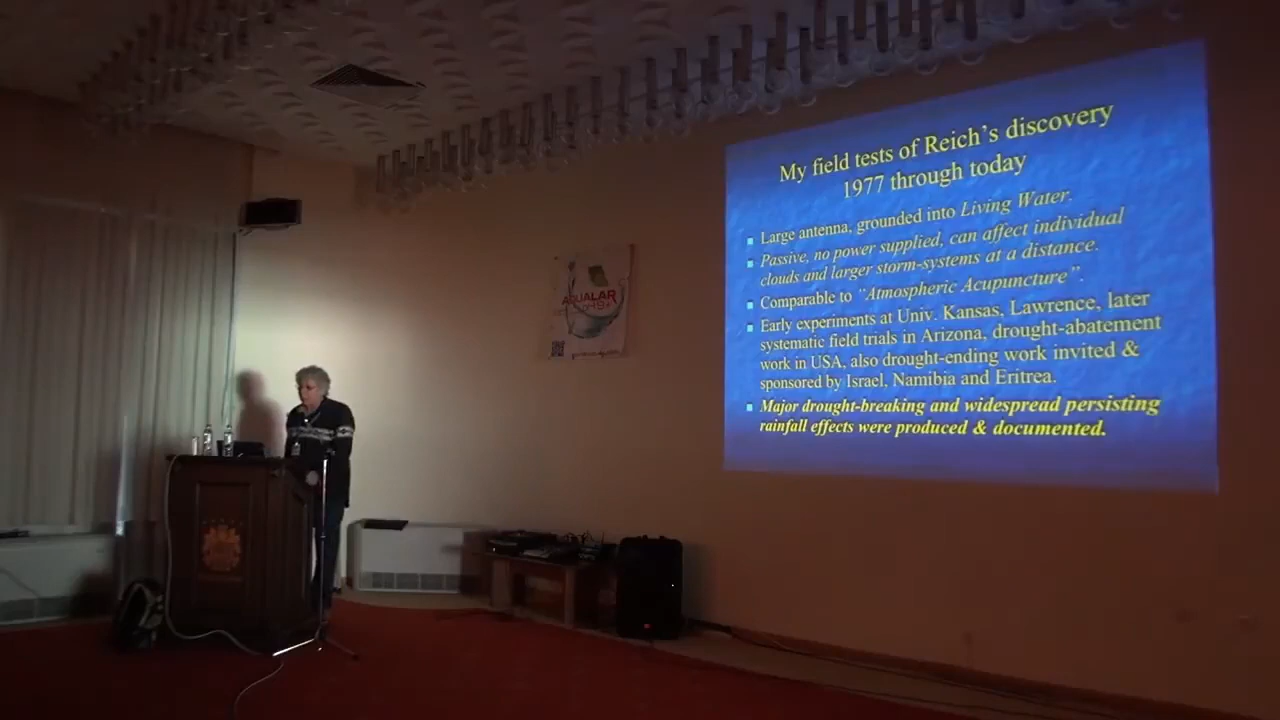 My field tests of Reich's discovery
1977 through today
Large antenna, grounded into Living Water.
Passive, no power supplied, can affect individual
clouds and larger storm-systems at a distance.
Comparable to "Atmospheric Acupuncture".
Early experiments at Univ. Kansas, Lawrence, later
systematic field trials in Arizona, drought-abatement
work in USA, also drought-ending work invited &
sponsored by Israel, Namibia and Eritrea.
Major drought-breaking and widespread persisting
rainfall effects were produced & documented.
AQUALAR